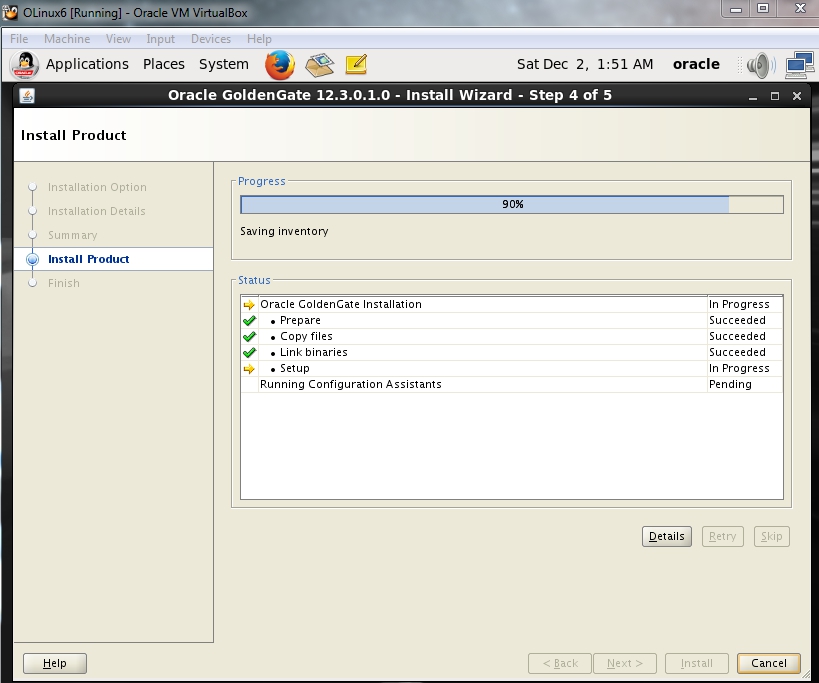 OLinux6 [Running] - Oracle VM VirtualBox
File Machine View Input Devices Help
Applications Places System Sat Dec 2, 1:51 AM oracle
Oracle GoldenGate 12.3.0.1.0 - Install Wizard - Step 4 of 5
Install Product
Installation Option
Installation Details
Summary
Install Product
Finish
Progress
90%
Saving inventory
Status
Oracle GoldenGate Installation In Progress
• Prepare Succeeded
• Copy files Succeeded
• Link binaries Succeeded
• Setup In Progress
Running Configuration Assistants Pending
Details Retry Skip
Help < Back Next > Install Cancel